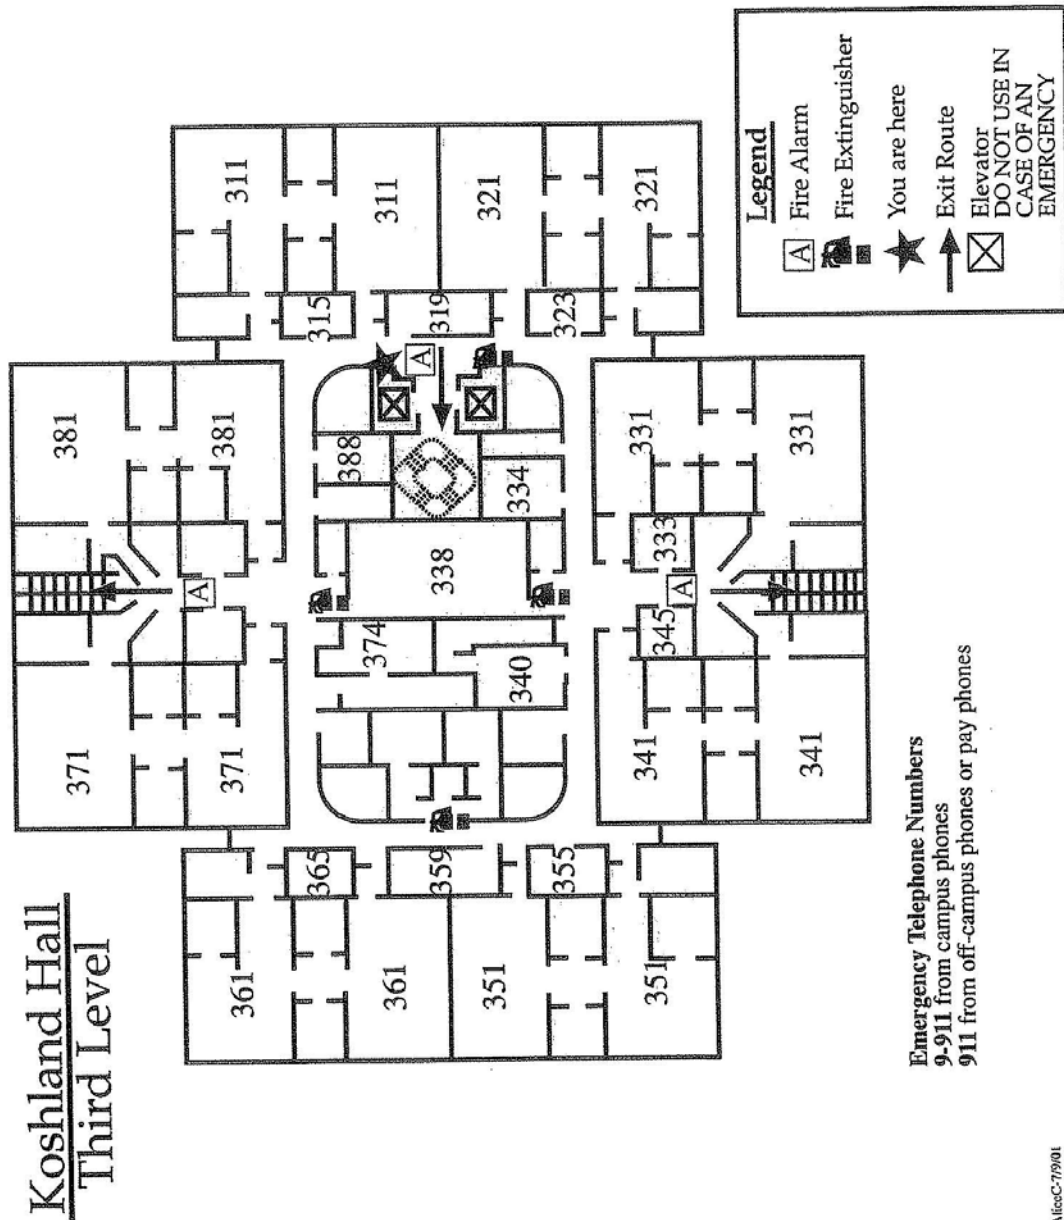 Koshland Hall
Third Level
371
381
311
371
381
311
321
321
315
319
323
361
361
351
351
365
359
355
388
334
338
374
340
A
A
A
333
345
331
331
341
341
Legend
A Fire Alarm
Fire Extinguisher
You are here
Exit Route
Elevator
DO NOT USE IN
CASE OF AN
EMERGENCY
Emergency Telephone Numbers
9-911 from campus phones
911 from off-campus phones or pay phones